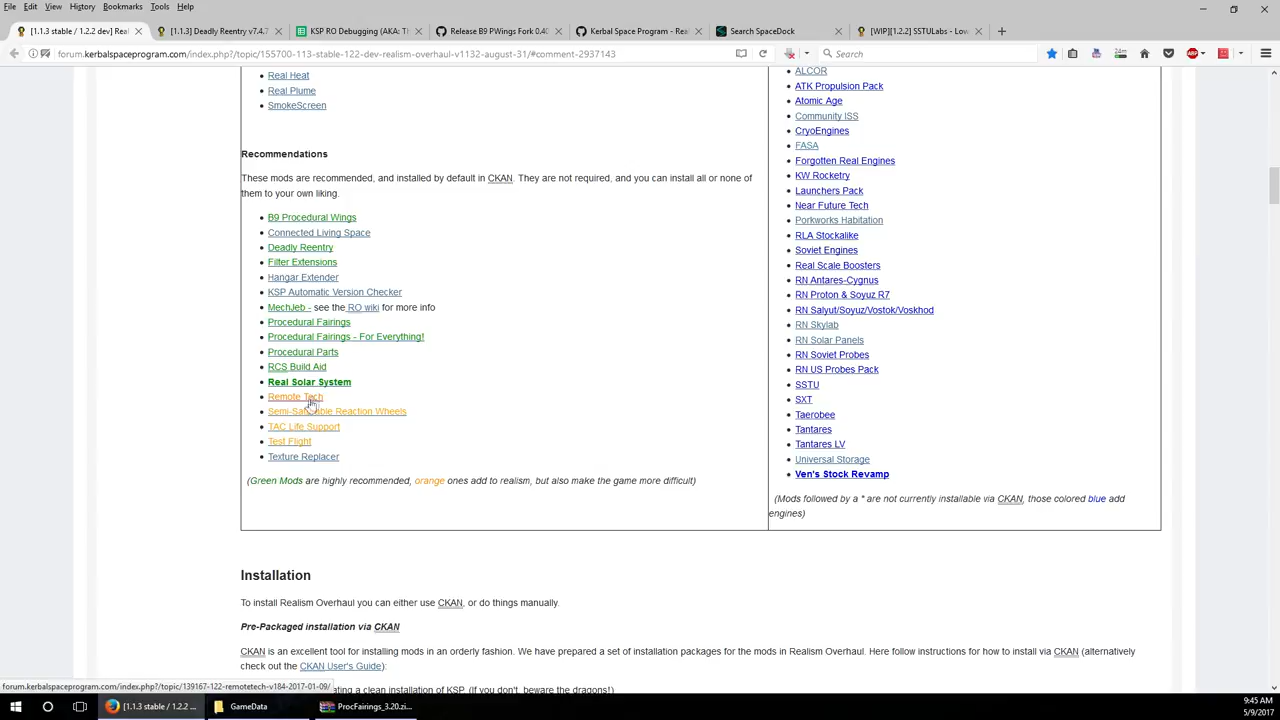 File Edit View History Bookmarks Tools Help
[1.1.3 stable / 1.2.2 dev] Rea
[1.1.3] Deadly Reentry v7.4.7
KSP RO Debugging (AKA: Th
Release B9 PWings Fork 0.40
Kerbal Space Program - Rea
Search SpaceDock
[WIP][1.2.2] SSTULabs - Low
forum.kerbalspaceprogram.com/index.php?/topic/155700-113-stable-122-dev-realism-overhaul-v1132-august-31/#comment-2937143
Search
Real Heat
Real Plume
SmokeScreen
Recommendations
These mods are recommended, and installed by default in CKAN. They are not required, and you can install all or none of
them to your own liking.
B9 Procedural Wings
Connected Living Space
Deadly Reentry
Filter Extensions
Hangar Extender
KSP Automatic Version Checker
MechJeb - see the RO wiki for more info
Procedural Fairings
Procedural Fairings - For Everything!
Procedural Parts
RCS Build Aid
Real Solar System
Remote Tech
Semi-Saturable Reaction Wheels
TAC Life Support
Test Flight
Texture Replacer
(Green Mods are highly recommended, orange ones add to realism, but also make the game more difficult)
ALCOR
ATK Propulsion Pack
Atomic Age
Community ISS
CryoEngines
FASA
Forgotten Real Engines
KW Rocketry
Launchers Pack
Near Future Tech
Porkworks Habitation
RLA Stockalike
Soviet Engines
Real Scale Boosters
RN Antares-Cygnus
RN Proton & Soyuz R7
RN Salyut/Soyuz/Vostok/Voskhod
RN Skylab
RN Solar Panels
RN Soviet Probes
RN US Probes Pack
SSTU
SXT
Taerobee
Tantares
Tantares LV
Universal Storage
Ven's Stock Revamp
(Mods followed by a * are not currently installable via CKAN, those colored blue add
engines)
Installation
To install Realism Overhaul you can either use CKAN, or do things manually.
Pre-Packaged installation via CKAN
CKAN is an excellent tool for installing mods in an orderly fashion. We have prepared a set of installation packages for the mods in Realism Overhaul. Here follow instructions for how to install via CKAN (alternatively
check out the CKAN User's Guide):
ating a clean installation of KSP. (If you don't, beware the dragons!)
forum.kerbalspaceprogram.com/index.php?/topic/139167-122-remotetech-v184-2017-01-09/
[1.1.3 stable / 1.2.2 ...
GameData
ProcFairings_3.20.zi...
9:45 AM
5/9/2017